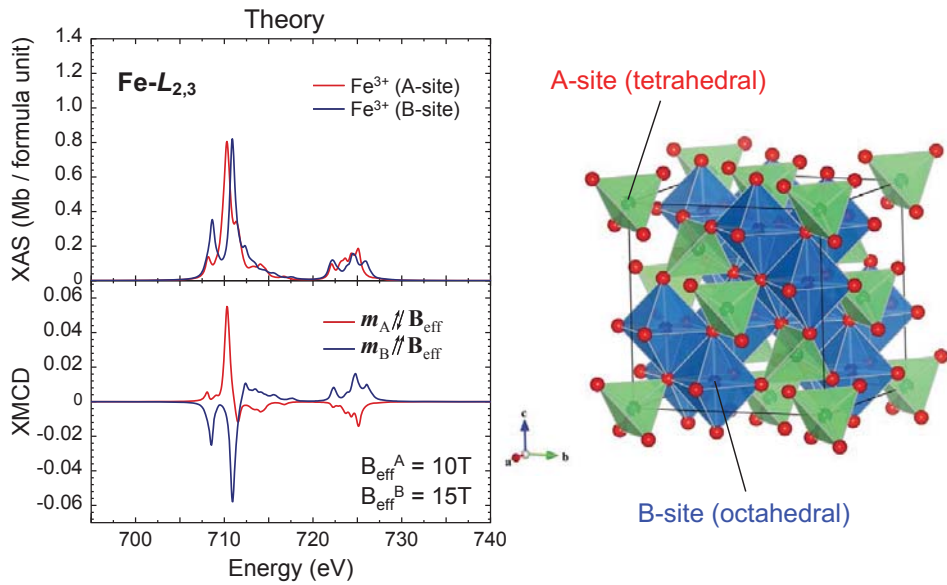 Theory
1.4
1.2
1.0
0.8
0.6
0.4
0.2
0
XAS (Mb / formula unit)
Fe-L2,3
Fe³⁺ (A-site)
Fe³⁺ (B-site)
0.06
0.04
0.02
0
-0.02
-0.04
-0.06
XMCD
mA ⇅ Beff
mB ⇈ Beff
BeffA = 10T
BeffB = 15T
700 710 720 730 740
Energy (eV)
A-site (tetrahedral)
c
a
b
B-site (octahedral)